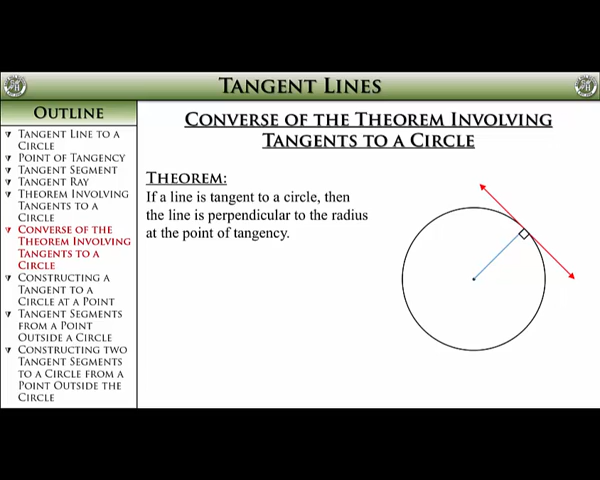 TANGENT LINES
OUTLINE
TANGENT LINE TO A
CIRCLE
POINT OF TANGENCY
TANGENT SEGMENT
TANGENT RAY
THEOREM INVOLVING
TANGENTS TO A
CIRCLE
CONVERSE OF THE
THEOREM INVOLVING
TANGENTS TO A
CIRCLE
CONSTRUCTING A
TANGENT TO A
CIRCLE AT A POINT
TANGENT SEGMENTS
FROM A POINT
OUTSIDE A CIRCLE
CONSTRUCTING TWO
TANGENT SEGMENTS
TO A CIRCLE FROM A
POINT OUTSIDE THE
CIRCLE
CONVERSE OF THE THEOREM INVOLVING
TANGENTS TO A CIRCLE
THEOREM:
If a line is tangent to a circle, then
the line is perpendicular to the radius
at the point of tangency.